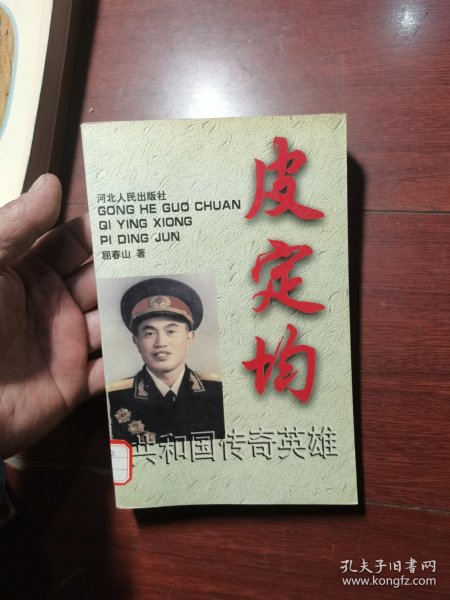 河北人民出版社
GONG HE GUO CHUAN
QI YING XIONG
PI DING JUN
屈春山 著
皮定均
共和国传奇英雄
孔夫子旧书网
www.kongfz.com